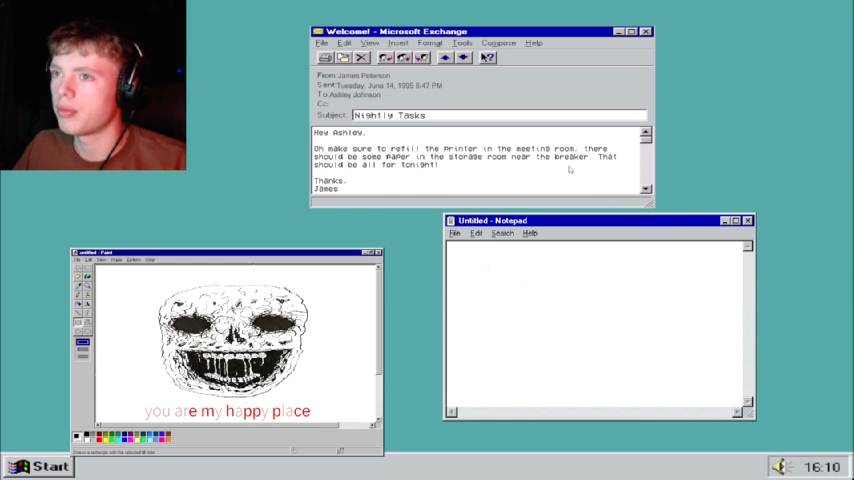 Welcome! - Microsoft Exchange
File Edit View Insert Format Tools Compose Help
From: James Peterson
Sent: Tuesday, June 14, 1995 5:47 PM
To: Ashley Johnson
Cc:
Subject: Nightly Tasks
Hey Ashley,
Oh make sure to refill the printer in the meeting room, there
should be some paper in the storage room near the breaker. That
should be all for tonight!
Thanks,
James
Untitled - Notepad
File Edit Search Help
untitled - Paint
File Edit View Help
you are my happy place
Start
16:10